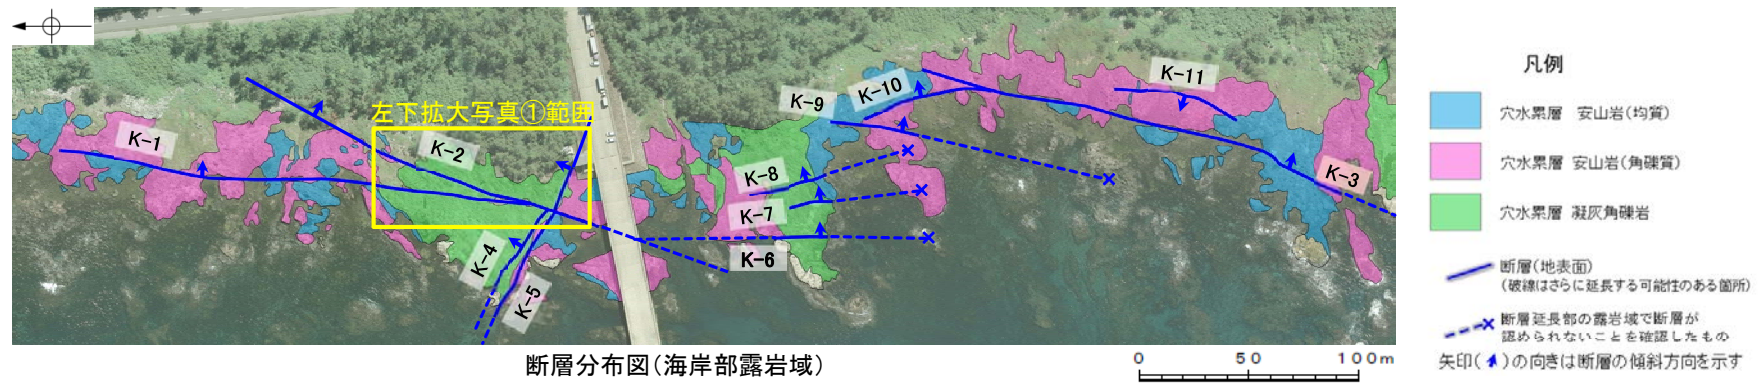 K-1
左下拡大写真①範囲
K-2
K-4
K-5
K-9
K-10
K-11
K-8
K-7
K-6
K-3
断層分布図(海岸部露岩域)
0 50 100m
凡例
穴水累層 安山岩(均質)
穴水累層 安山岩(角礫質)
穴水累層 凝灰角礫岩
断層(地表面)
(破線はさらに延長する可能性のある箇所)
断層延長部の露岩域で断層が
認められないことを確認したもの
矢印( )の向きは断層の傾斜方向を示す